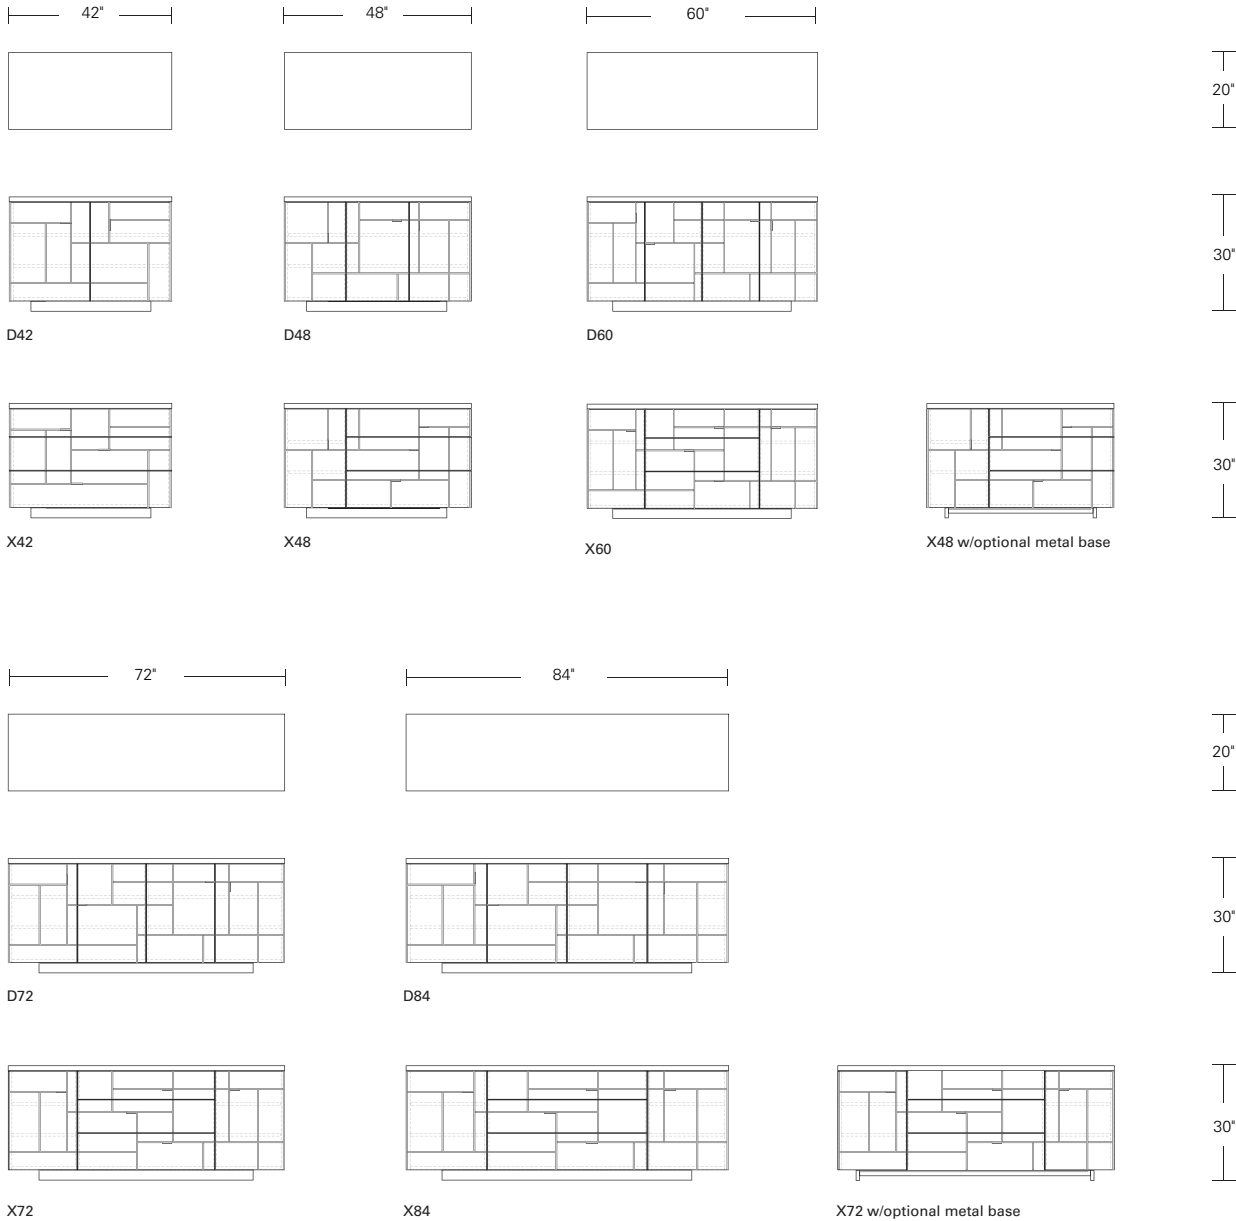 42"
48"
60"
20"
30"
D42
D48
D60
30"
X42
X48
X60
X48 w/optional metal base
72"
84"
20"
30"
D72
D84
30"
X72
X84
X72 w/optional metal base